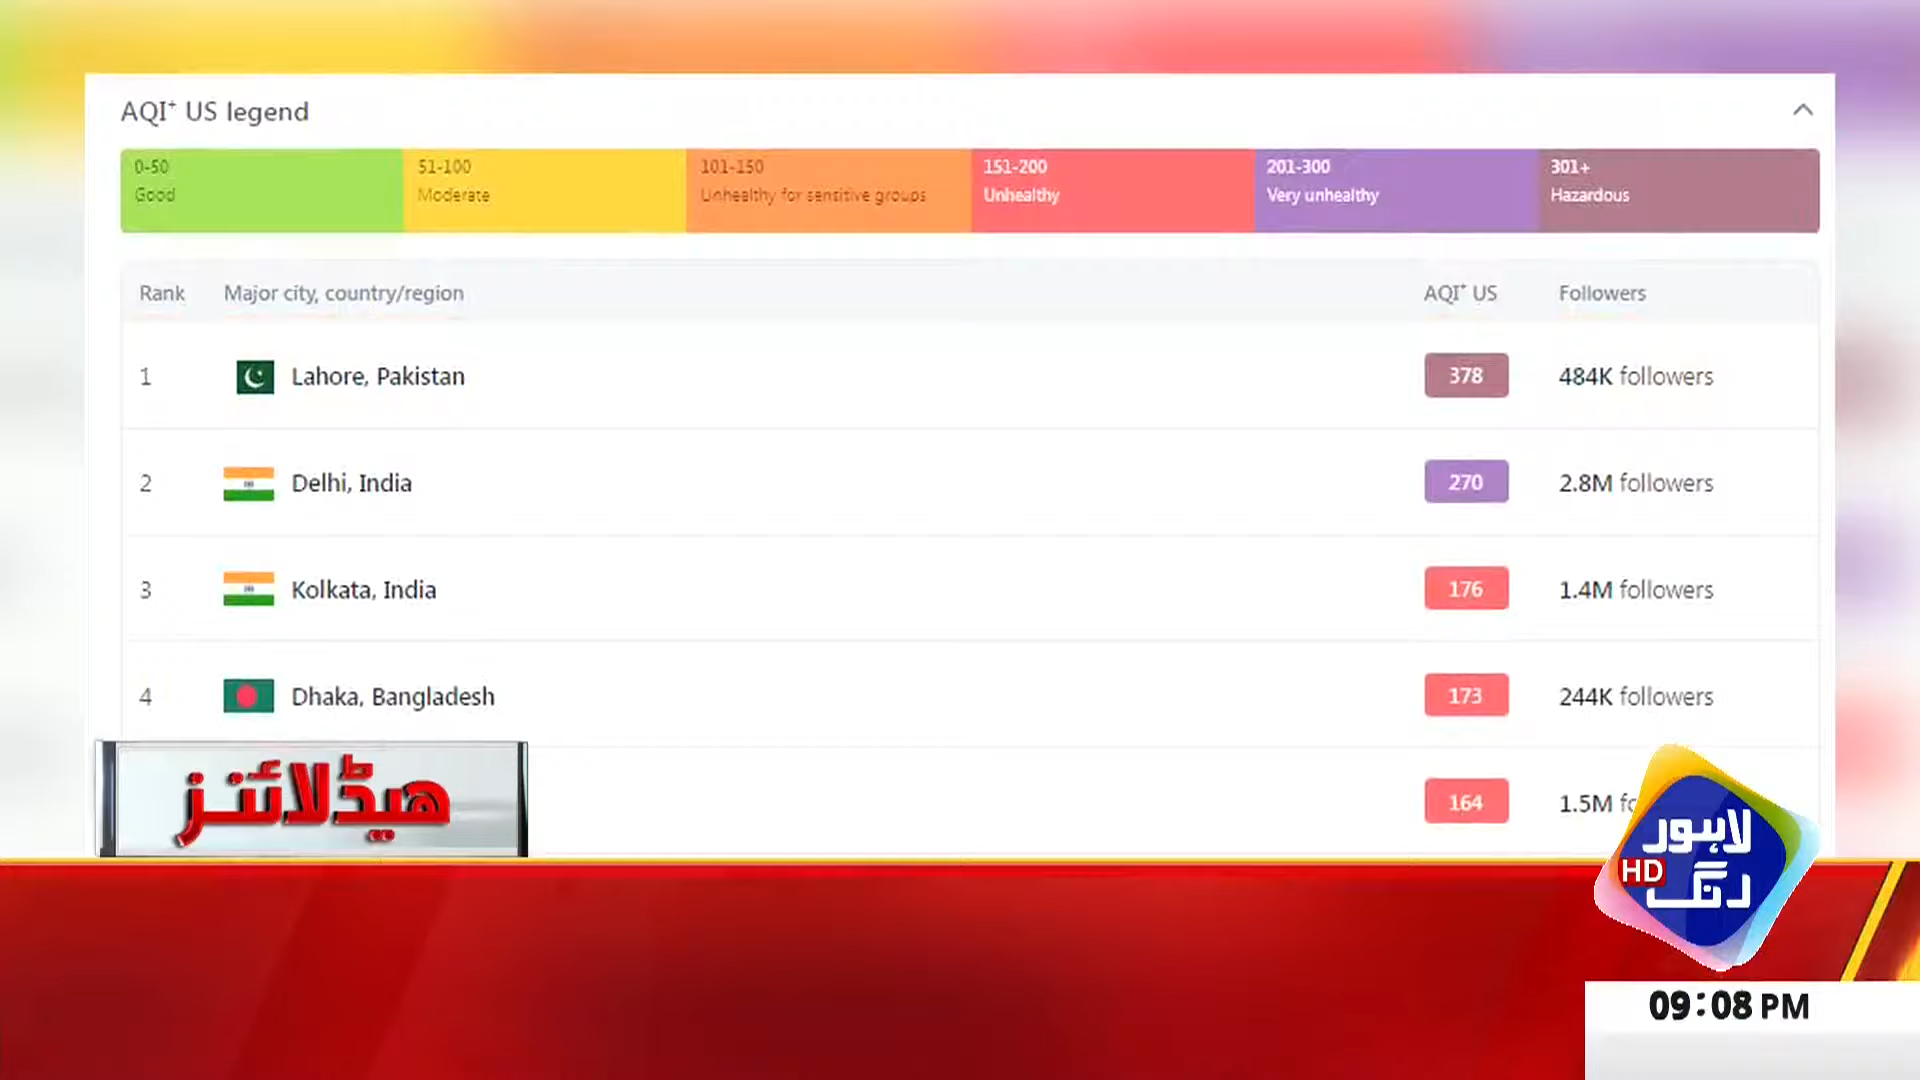 AQI⁺ US legend
0-50
Good
51-100
Moderate
101-150
Unhealthy for sensitive groups
151-200
Unhealthy
201-300
Very unhealthy
301+
Hazardous
Rank Major city, country/region AQI⁺ US Followers
1 Lahore, Pakistan 378 484K followers
2 Delhi, India 270 2.8M followers
3 Kolkata, India 176 1.4M followers
4 Dhaka, Bangladesh 173 244K followers
164 1.5M
ہیڈلائنز
لاہور
رنگ
HD
09:08 PM